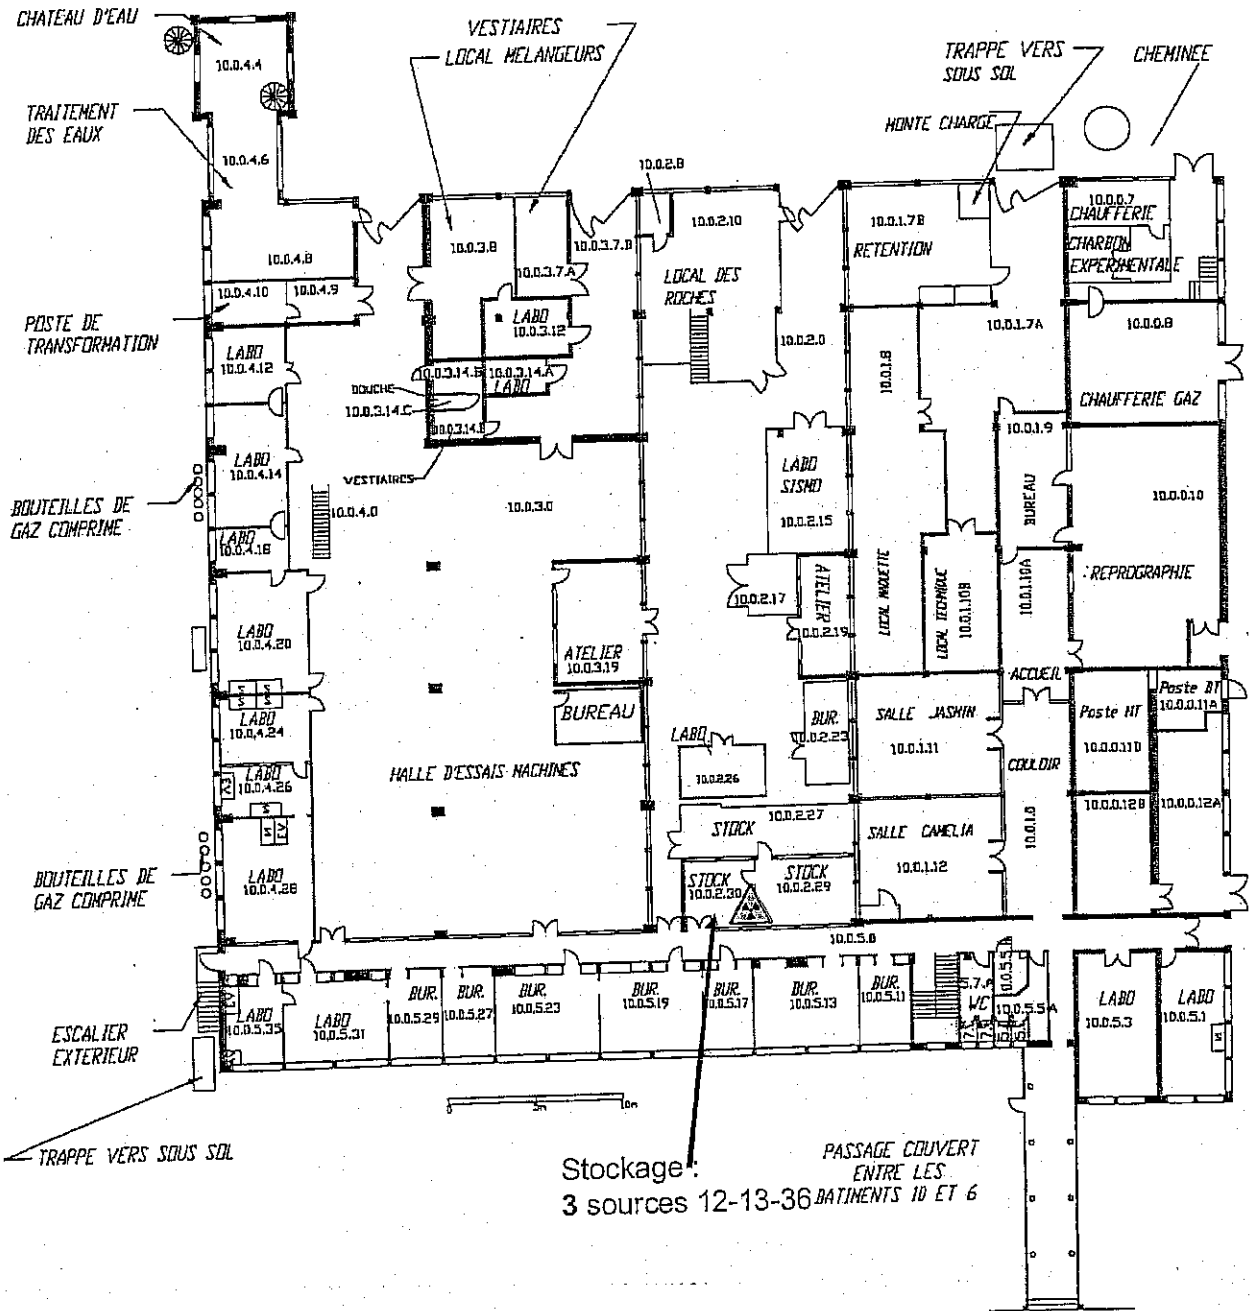 CHATEAU D'EAU
VESTIAIRES
LOCAL MELANGEURS
TRAPPE VERS
SOUS SOL
CHEMINEE
10.0.4.4
TRAITEMENT
DES EAUX
MONTE CHARGE
10.0.4.6
10.0.2.8
10.0.2.10
10.0.1.7B
RETENTION
10.0.0.7
CHAUFFERIE
CHARBON
EXPERIMENTALE
10.0.3.8
10.0.3.7.B
10.0.3.7.A
10.0.4.8
10.0.4.10
10.0.4.9
LOCAL DES
ROCHES
POSTE DE
TRANSFORMATION
LABO
10.0.3.12
10.0.2.0
10.0.1.7A
10.0.0.8
LABO
10.0.4.12
10.0.3.14.B
10.0.3.14.A
LABO
DOUCHE
10.0.3.14.C
10.0.1.8
CHAUFFERIE GAZ
10.0.1.9
BUREAU
LABO
10.0.4.14
VESTIAIRES
LABO
SISMO
10.0.2.15
BOUTEILLES DE
GAZ COMPRIME
10.0.4.0
10.0.3.0
10.0.0.10
REPROGRAPHIE
LABO
10.0.4.18
10.0.2.17
ATELIER
10.0.2.19
LOCAL MAQUETTE
LOCAL TECHNIQUE
10.0.1.10B
10.0.1.10A
LABO
10.0.4.20
ATELIER
10.0.3.19
ACCUEIL
BUREAU
LABO
10.0.4.24
BUR.
10.0.2.23
SALLE JASMIN
10.0.1.11
Poste HT
10.0.0.11D
Poste BT
10.0.0.11A
LABO
10.0.2.26
COULOIR
LABO
10.0.4.26
HALLE D'ESSAIS MACHINES
10.0.2.27
STOCK
SALLE CAMELIA
10.0.1.12
10.0.1.0
10.0.0.12B
10.0.0.12A
BOUTEILLES DE
GAZ COMPRIME
LABO
10.0.4.28
STOCK
10.0.2.30
STOCK
10.0.2.29
10.0.5.0
ESCALIER
EXTERIEUR
LABO
10.0.5.35
LABO
10.0.5.31
BUR.
10.0.5.29
BUR.
10.0.5.27
BUR.
10.0.5.23
BUR.
10.0.5.19
BUR.
10.0.5.17
BUR.
10.0.5.13
BUR.
10.0.5.11
5.7.A
WC
10.0.5.5.A
LABO
10.0.5.3
LABO
10.0.5.1
0
5m
10m
TRAPPE VERS SOUS SOL
Stockage :
3 sources 12-13-36
PASSAGE COUVERT
ENTRE LES
BATIMENTS 10 ET 6